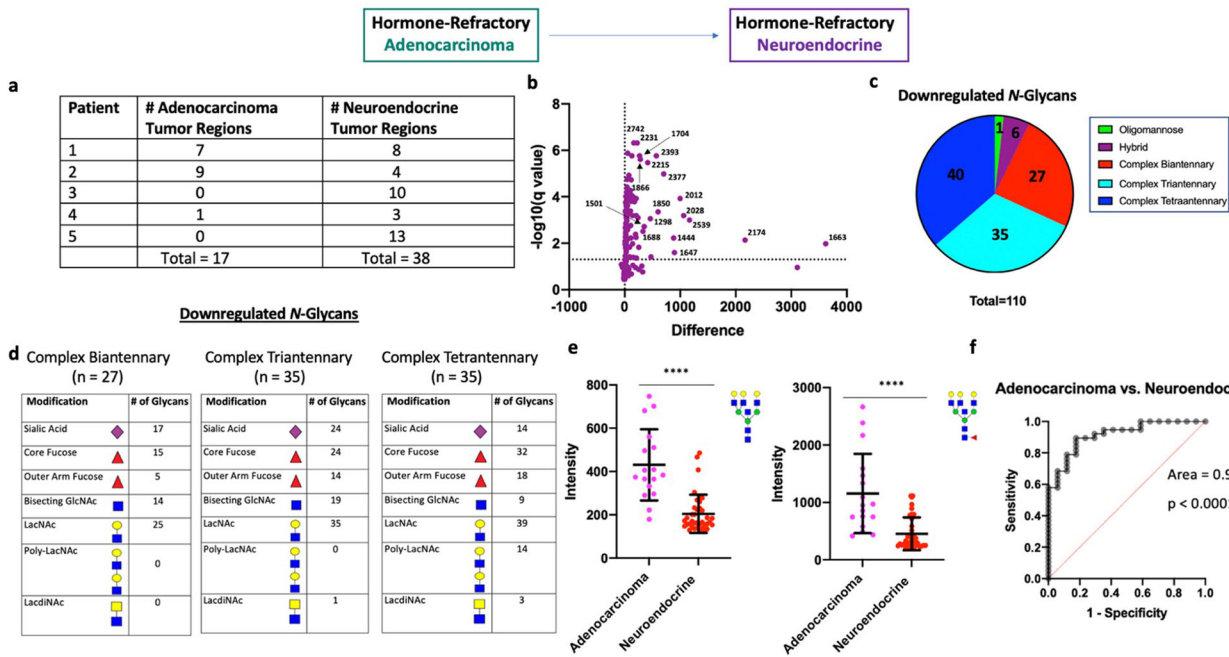 Hormone-Refractory
Adenocarcinoma
Hormone-Refractory
Neuroendocrine
a
Patient # Adenocarcinoma Tumor Regions # Neuroendocrine Tumor Regions
1 7 8
2 9 4
3 0 10
4 1 3
5 0 13
Total = 17 Total = 38
b
-log10(q value)
8
6
4
2
0
2742
2231
1704
2393
2215
2377
1866
2012
1501
1850
2028
1298
2539
1688
1444
2174
1663
1647
-1000 0 1000 2000 3000 4000
Difference
c
Downregulated N-Glycans
1
6
27
35
40
Total=110
Oligomannose
Hybrid
Complex Biantennary
Complex Triantennary
Complex Tetraantennary
Downregulated N-Glycans
d
Complex Biantennary
(n = 27)
Modification # of Glycans
Sialic Acid 17
Core Fucose 15
Outer Arm Fucose 5
Bisecting GlcNAc 14
LacNAc 25
Poly-LacNAc 0
LacdiNAc 0
Complex Triantennary
(n = 35)
Modification # of Glycans
Sialic Acid 24
Core Fucose 24
Outer Arm Fucose 14
Bisecting GlcNAc 19
LacNAc 35
Poly-LacNAc 0
LacdiNAc 1
Complex Tetrantennary
(n = 35)
Modification # of Glycans
Sialic Acid 14
Core Fucose 32
Outer Arm Fucose 18
Bisecting GlcNAc 9
LacNAc 39
Poly-LacNAc 14
LacdiNAc 3
e
Intensity
800
600
400
200
0
****
Adenocarcinoma
Neuroendocrine
Intensity
3000
2000
1000
0
****
Adenocarcinoma
Neuroendocrine
f
Adenocarcinoma vs. Neuroendoc
Sensitivity
1.0
0.8
0.6
0.4
0.2
0.0
Area = 0.9
p < 0.000
0.0 0.2 0.4 0.6 0.8 1.0
1 - Specificity